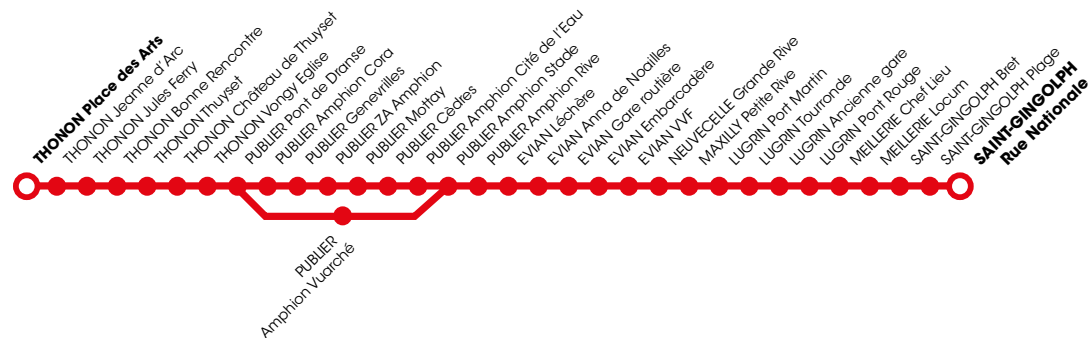 THONON Place des Arts
THONON Jeanne d'Arc
THONON Jules Ferry
THONON Bonne Rencontre
THONON Thuyset
THONON Château de Thuyset
THONON Vongy Eglise
PUBLIER Pont de Dranse
PUBLIER Amphion Cora
PUBLIER Genevrilles
PUBLIER ZA Amphion
PUBLIER Mottay
PUBLIER Cèdres
PUBLIER Amphion Cité de l'Eau
PUBLIER Amphion Stade
PUBLIER Amphion Rive
EVIAN Léchère
EVIAN Anna de Noailles
EVIAN Gare routière
EVIAN Embarcadère
EVIAN VVF
NEUVECELLE Grande Rive
MAXILLY Petite Rive
LUGRIN Port Martin
LUGRIN Tourronde
LUGRIN Ancienne gare
LUGRIN Pont Rouge
MEILLERIE Chef Lieu
MEILLERIE Locum
SAINT-GINGOLPH Bret
SAINT-GINGOLPH Plage
SAINT-GINGOLPH
Rue Nationale
PUBLIER
Amphion Vuarché